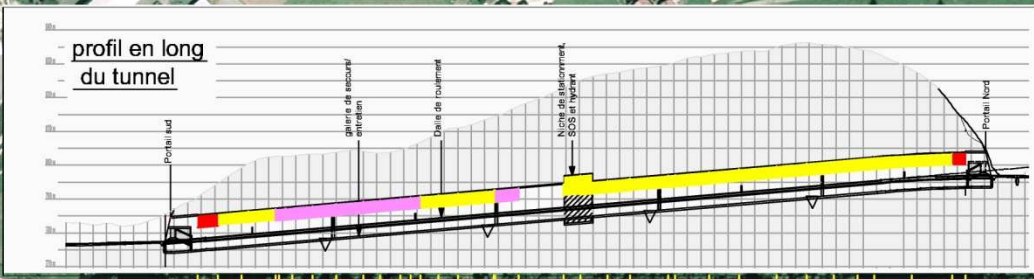 profil en long
du tunnel
Portail sud
galerie de secours/
entretien
Dalle de roulement
Niche de stationnement,
SOS et hydrant
Portail Nord